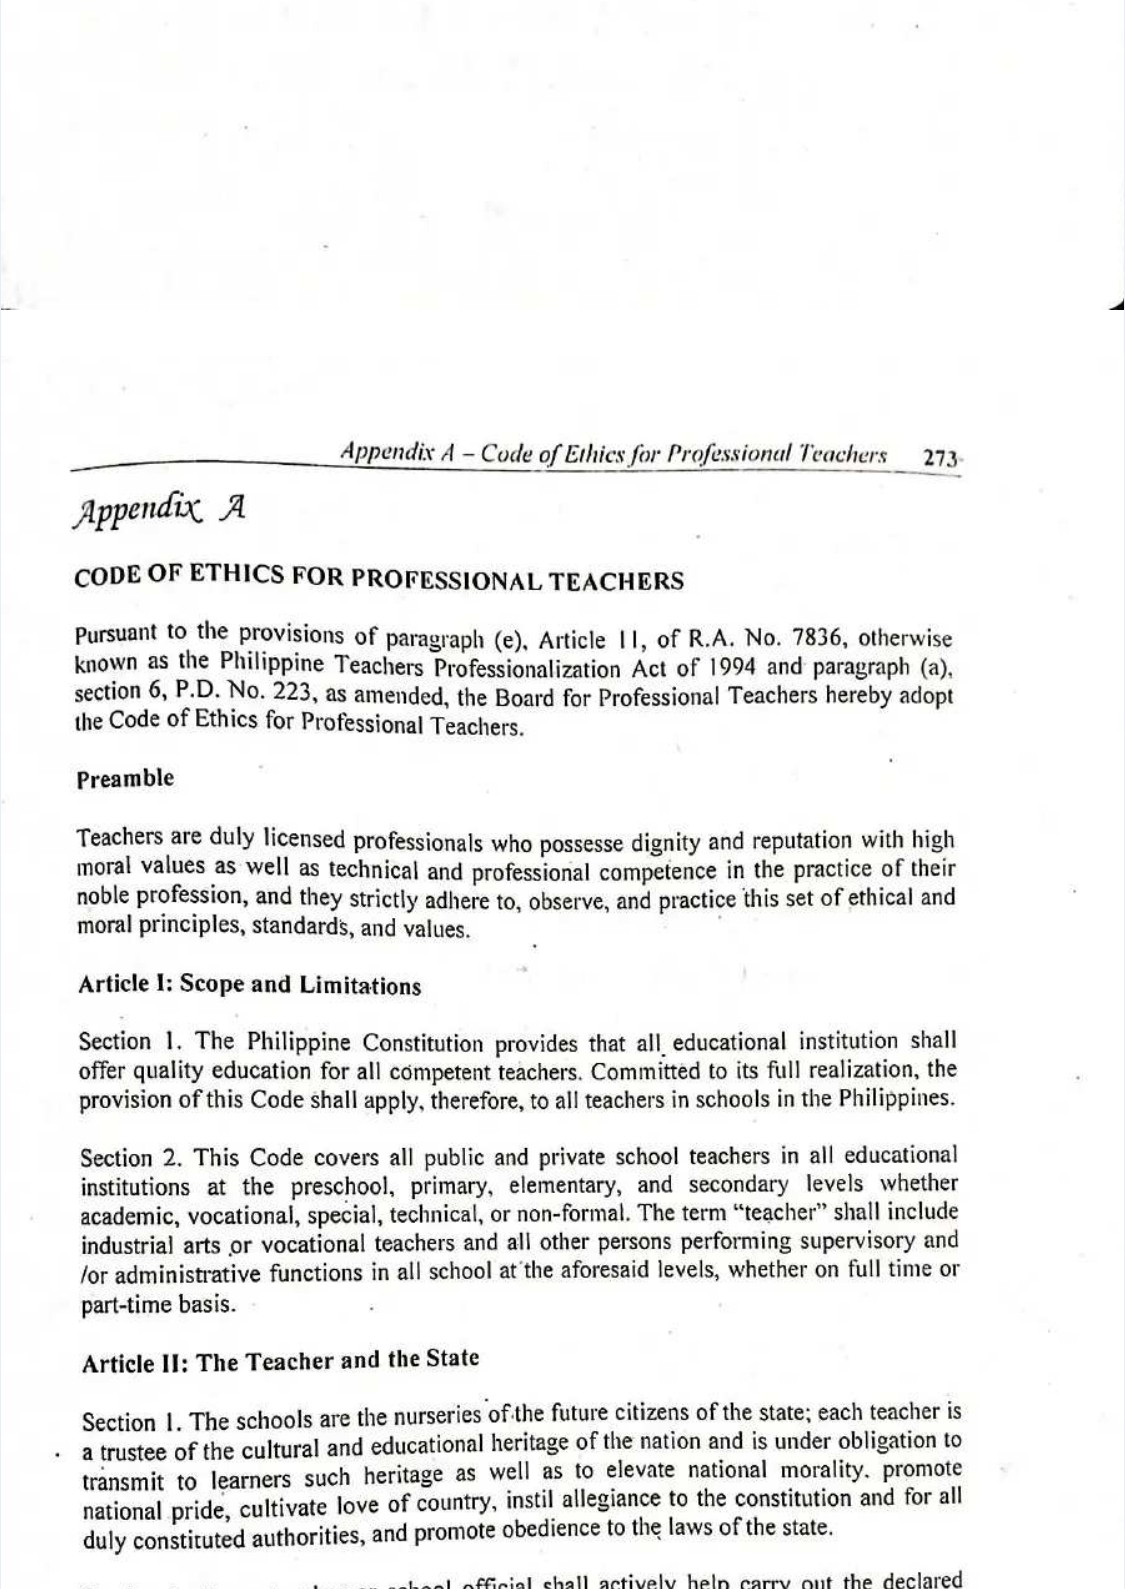 Appendix A – Code of Ethics for Professional Teachers 273
Appendix A
CODE OF ETHICS FOR PROFESSIONAL TEACHERS
Pursuant to the provisions of paragraph (e), Article 11, of R.A. No. 7836, otherwise
known as the Philippine Teachers Professionalization Act of 1994 and paragraph (a),
section 6, P.D. No. 223, as amended, the Board for Professional Teachers hereby adopt
the Code of Ethics for Professional Teachers.
Preamble
Teachers are duly licensed professionals who possesse dignity and reputation with high
moral values as well as technical and professional competence in the practice of their
noble profession, and they strictly adhere to, observe, and practice this set of ethical and
moral principles, standards, and values.
Article I: Scope and Limitations
Section 1. The Philippine Constitution provides that all educational institution shall
offer quality education for all competent teachers. Committed to its full realization, the
provision of this Code shall apply, therefore, to all teachers in schools in the Philippines.
Section 2. This Code covers all public and private school teachers in all educational
institutions at the preschool, primary, elementary, and secondary levels whether
academic, vocational, special, technical, or non-formal. The term “teacher” shall include
industrial arts or vocational teachers and all other persons performing supervisory and
/or administrative functions in all school at the aforesaid levels, whether on full time or
part-time basis.
Article II: The Teacher and the State
Section 1. The schools are the nurseries of the future citizens of the state; each teacher is
a trustee of the cultural and educational heritage of the nation and is under obligation to
transmit to learners such heritage as well as to elevate national morality, promote
national pride, cultivate love of country, instil allegiance to the constitution and for all
duly constituted authorities, and promote obedience to the laws of the state.
school official shall actively help carry out the declared